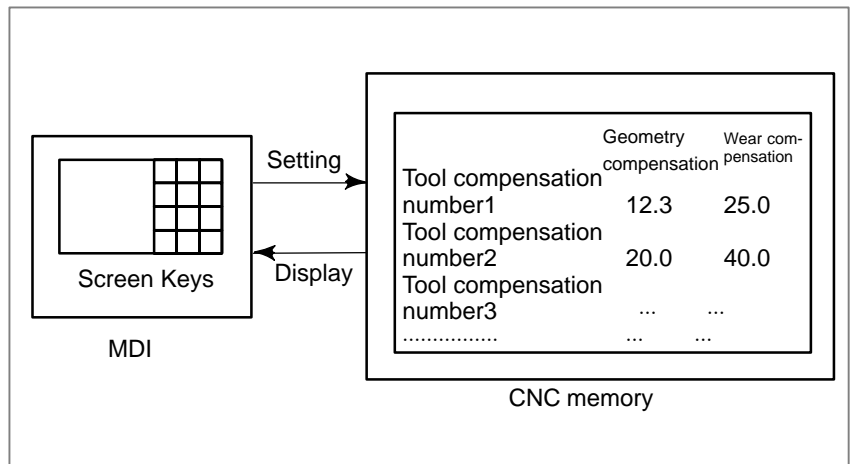 Screen Keys
MDI
Setting
Display
Geometry compensation
Wear com-
pensation
Tool compensation
number1 12.3 25.0
Tool compensation
number2 20.0 40.0
Tool compensation
number3 ... ...
................ ... ...
CNC memory